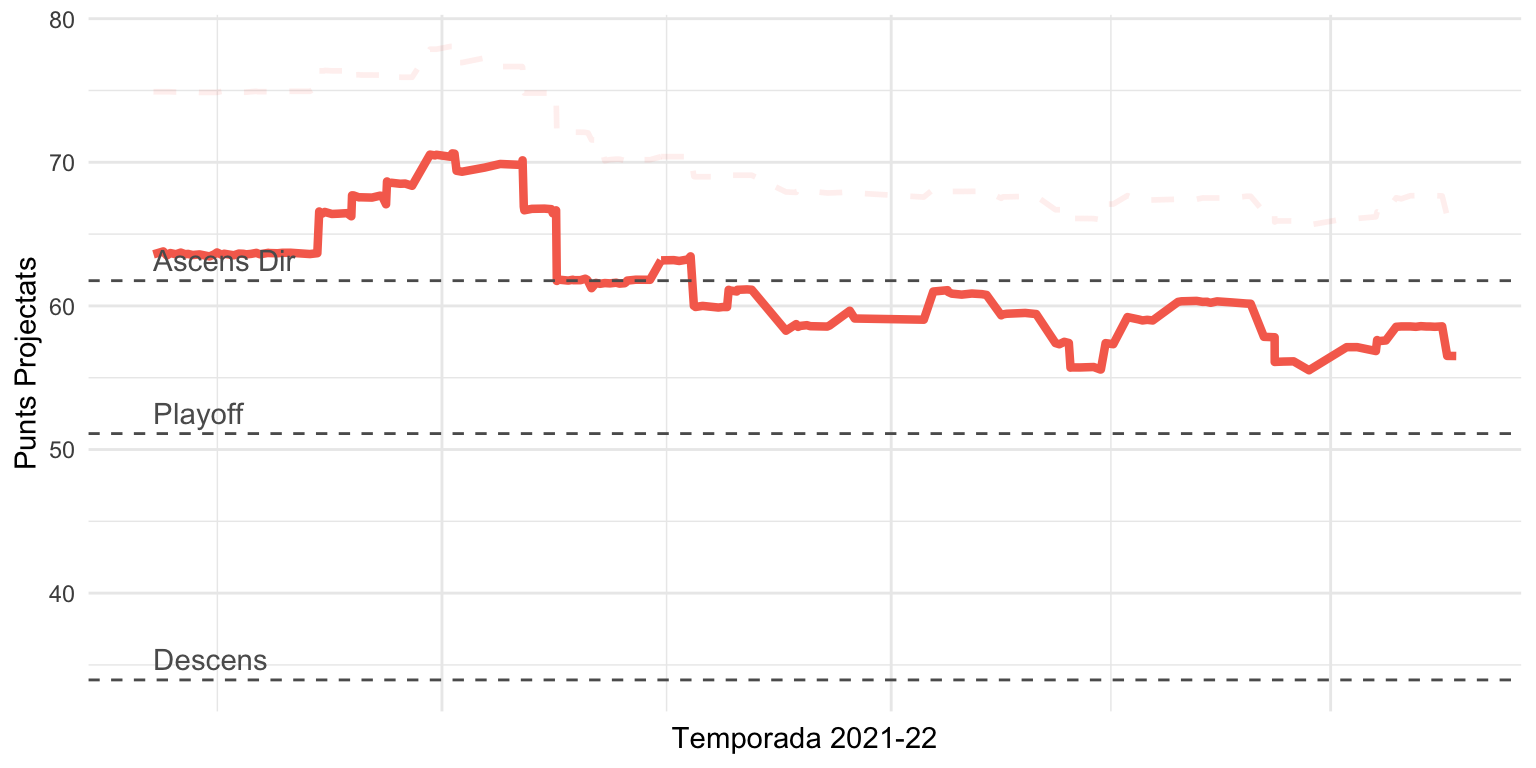 80
70
60
50
40
Punts Projectats
Ascens Dir
Playoff
Descens
Temporada 2021-22